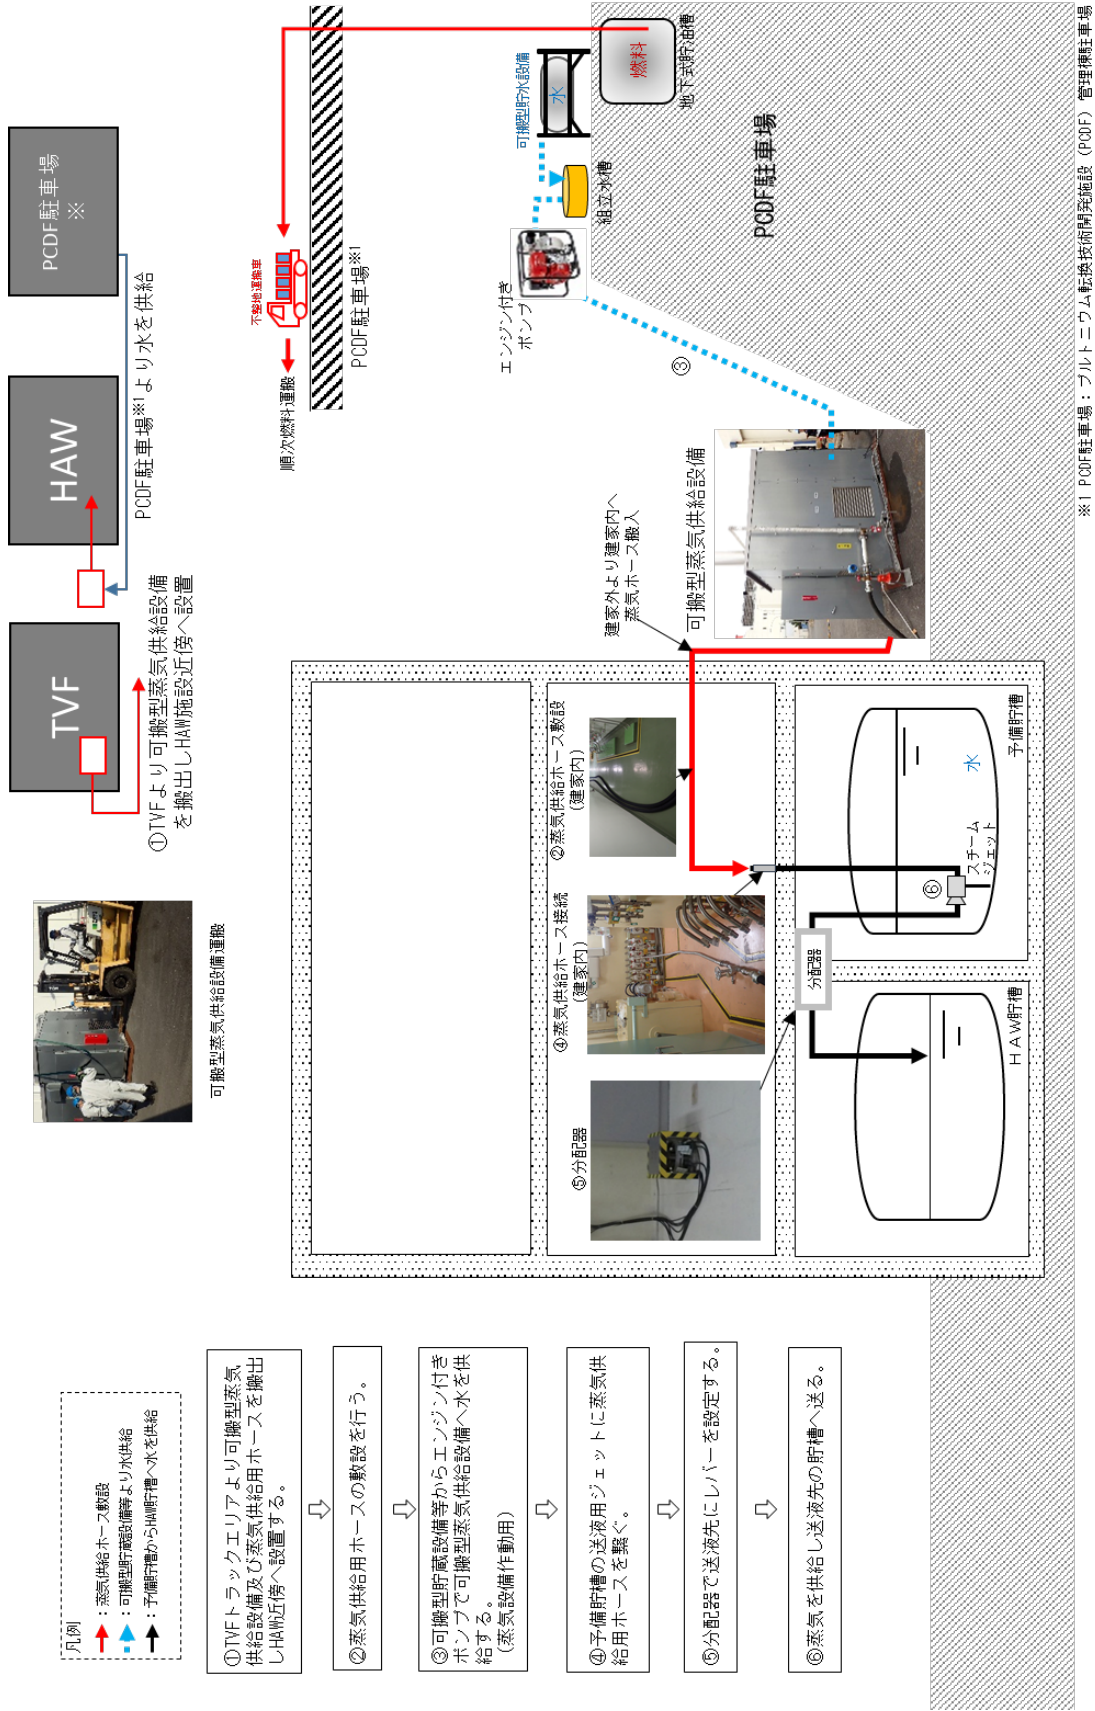 凡例
：蒸気供給ホース敷設
：可搬型貯蔵設備等より水供給
：予備貯槽からHAW貯槽へ水を供給
①TVFトラックエリアより可搬型蒸気
供給設備及び蒸気供給用ホースを搬出
しHAW近傍へ設置する。
②蒸気供給用ホースの敷設を行う。
③可搬型貯蔵設備等からエンジン付き
ポンプで可搬型蒸気供給設備へ水を供
給する。
（蒸気設備作動用）
④予備貯槽の送液用ジェットに蒸気供
給用ホースを繋ぐ。
⑤分配器で送液先にレバーを設定する。
⑥蒸気を供給し送液先の貯槽へ送る。
可搬型蒸気供給設備運搬
TVF
HAW
PCDF駐車場
※
①TVFより可搬型蒸気供給設備
を搬出しHAW施設近傍へ設置
PCDF駐車場※1より水を供給
順次燃料運搬
不整地運搬車
PCDF駐車場※1
可搬型貯水設備
水
燃料
地下式貯油槽
組立水槽
エンジン付き
ポンプ
③
PCDF駐車場
建家外より建家内へ
蒸気ホース搬入
可搬型蒸気供給設備
②蒸気供給ホース敷設
（建家内）
④蒸気供給ホース接続
（建家内）
⑤分配器
分配器
⑥
スチーム
ジェット
水
予備貯槽
ＨＡＷ貯槽
※1 PCDF駐車場：プルトニウム転換技術開発施設（PCDF）管理棟駐車場